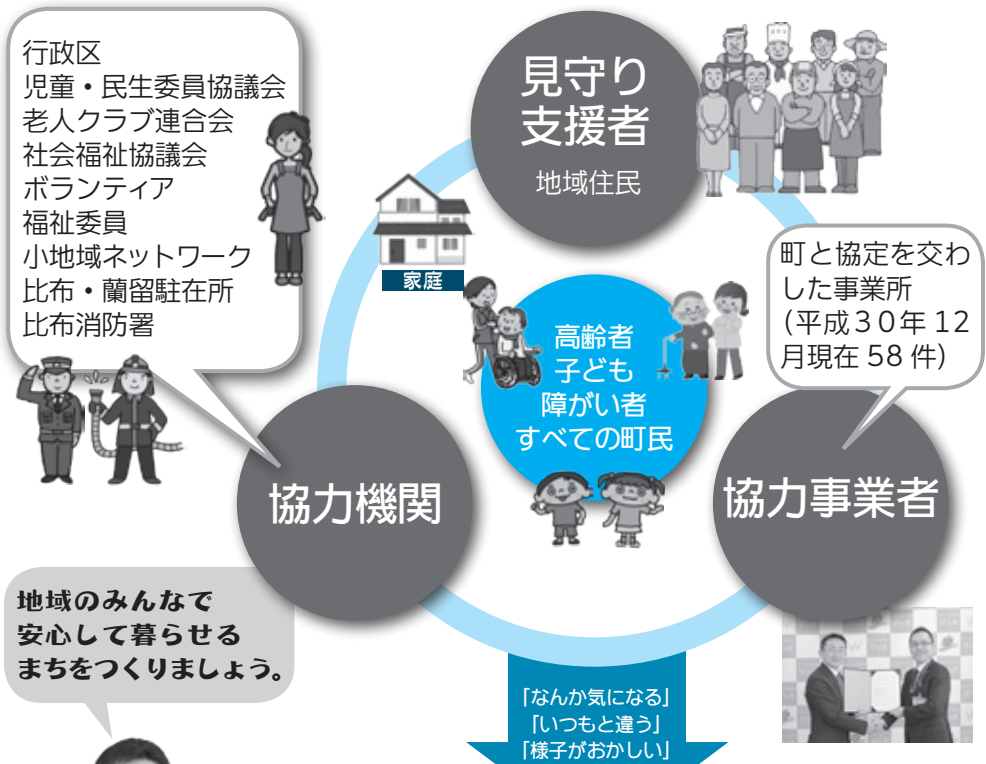 行政区
児童・民生委員協議会
老人クラブ連合会
社会福祉協議会
ボランティア
福祉委員
小地域ネットワーク
比布・蘭留駐在所
比布消防署
見守り
支援者
地域住民
家庭
町と協定を交わ
した事業所
(平成30年12
月現在58件)
高齢者
子ども
障がい者
すべての町民
協力機関
協力事業者
地域のみんなで
安心して暮らせる
まちをつくりましょう。
「なんか気になる」
「いつもと違う」
「様子がおかしい」